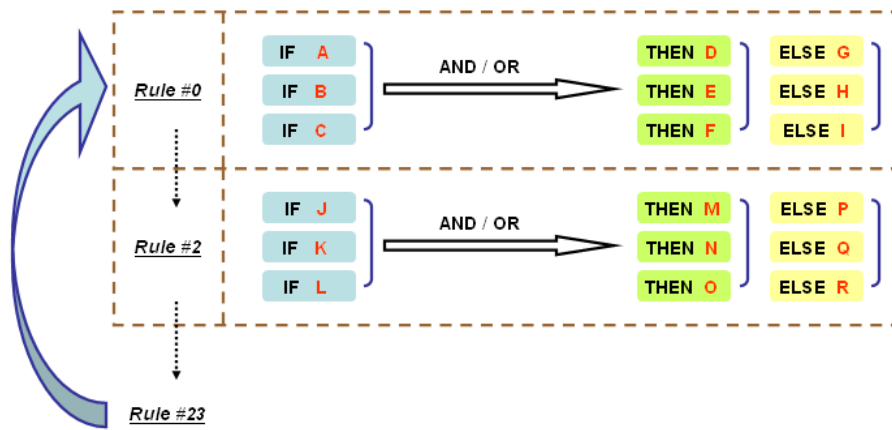 IF A
AND / OR
THEN D
ELSE G
Rule #0
IF B
THEN E
ELSE H
IF C
THEN F
ELSE I
IF J
AND / OR
THEN M
ELSE P
Rule #2
IF K
THEN N
ELSE Q
IF L
THEN O
ELSE R
Rule #23